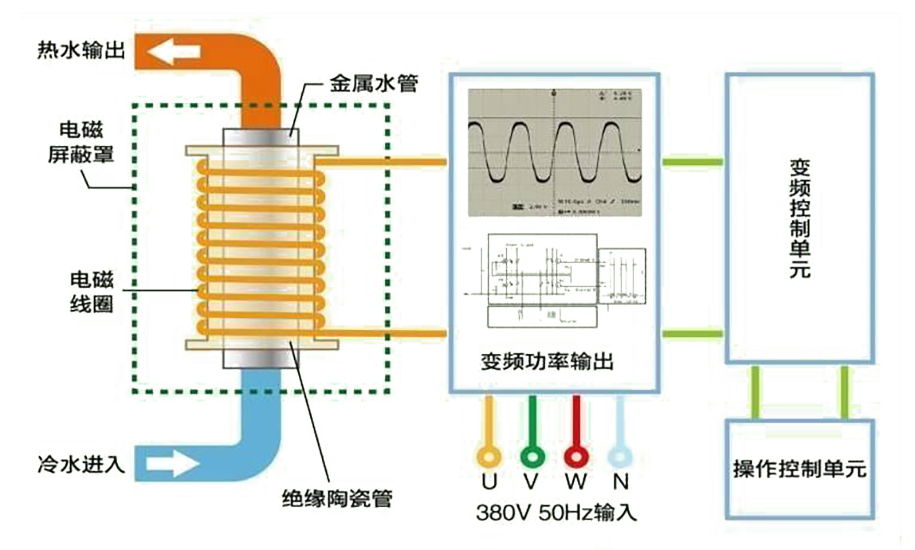 热水输出
金属水管
电磁
屏蔽罩
电磁
线圈
变频功率输出
变频控制单元
操作控制单元
冷水进入
绝缘陶瓷管
U V W N
380V 50Hz输入